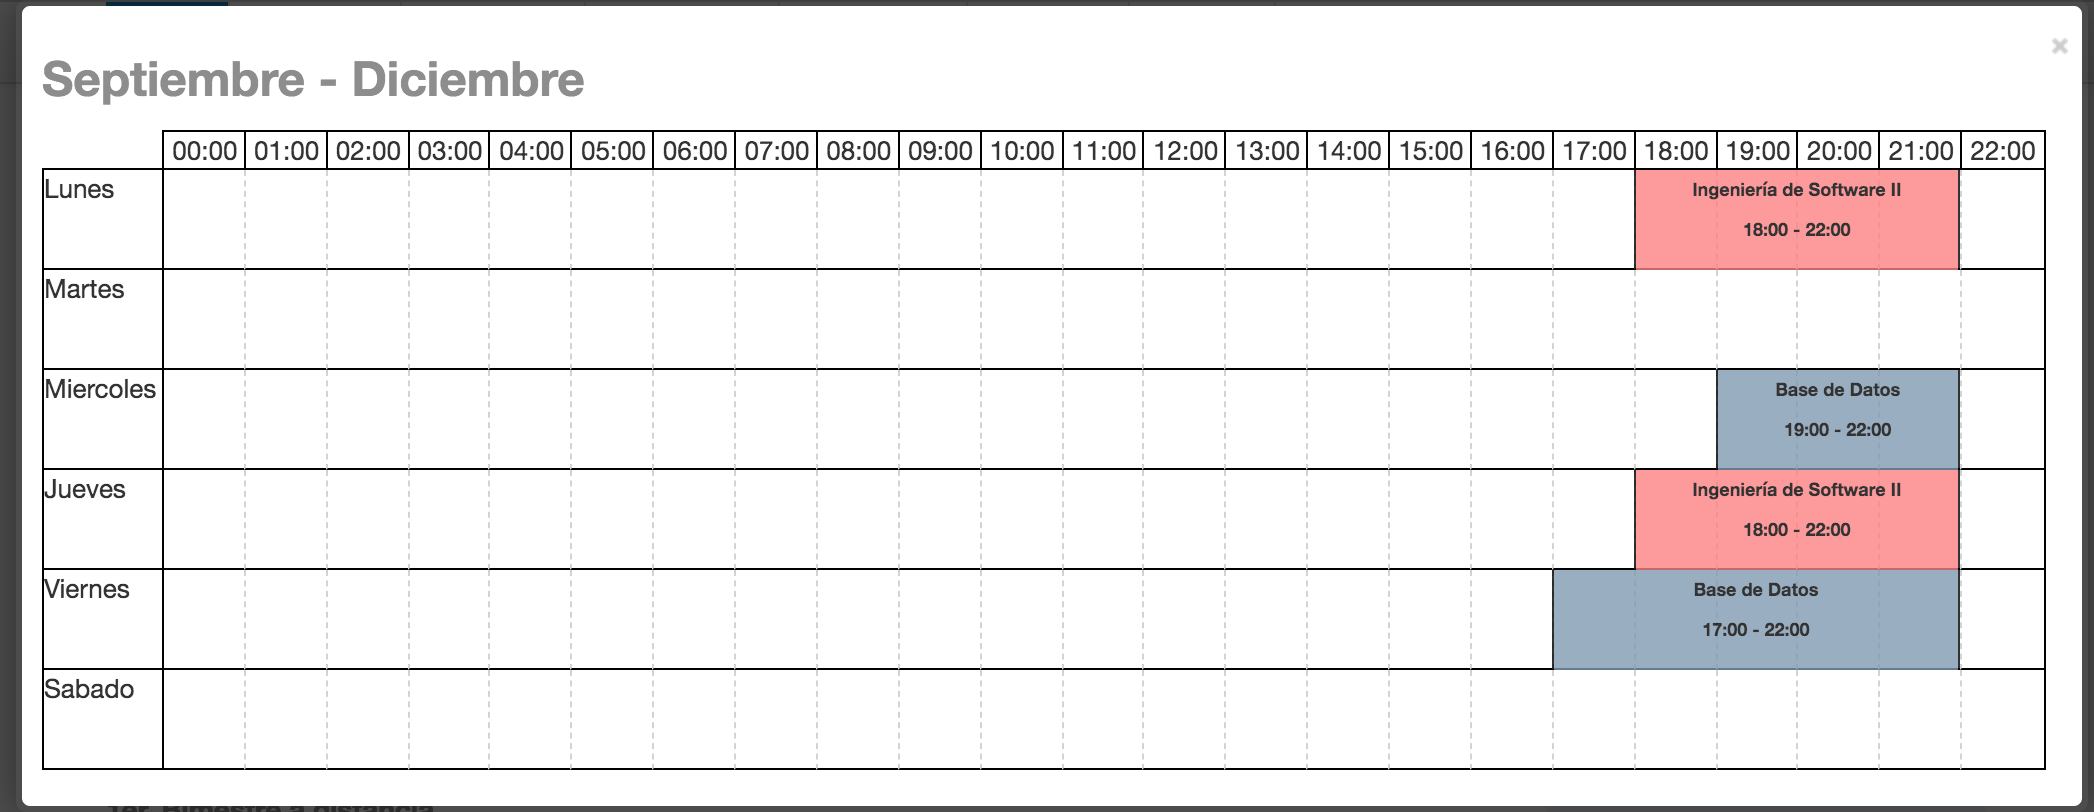 ×
Septiembre - Diciembre
00:00 01:00 02:00 03:00 04:00 05:00 06:00 07:00 08:00 09:00 10:00 11:00 12:00 13:00 14:00 15:00 16:00 17:00 18:00 19:00 20:00 21:00 22:00
Lunes
Ingeniería de Software II
18:00 - 22:00
Martes
Miercoles
Base de Datos
19:00 - 22:00
Jueves
Ingeniería de Software II
18:00 - 22:00
Viernes
Base de Datos
17:00 - 22:00
Sabado
1er. Bimestre a distancia